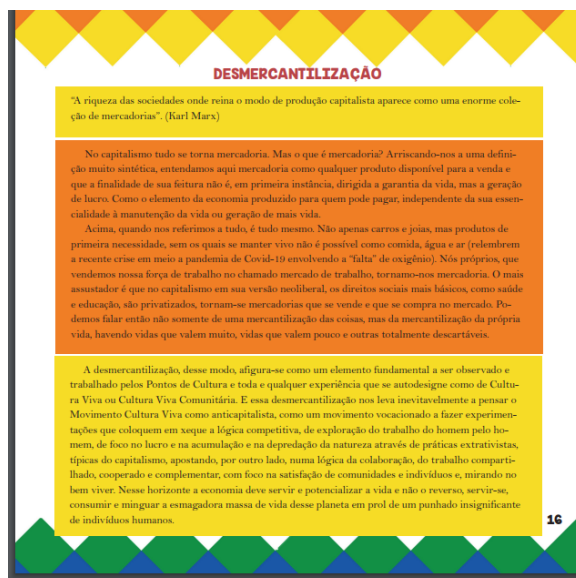 DESMERCANTILIZAÇÃO
“A riqueza das sociedades onde reina o modo de produção capitalista aparece como uma enorme cole-
ção de mercadorias”. (Karl Marx)
No capitalismo tudo se torna mercadoria. Mas o que é mercadoria? Arriscando-nos a uma defini-
ção muito sintética, entendamos aqui mercadoria como qualquer produto disponível para a venda e
que a finalidade de sua feitura não é, em primeira instância, dirigida a garantia da vida, mas a geração
de lucro. Como o elemento da economia produzido para quem pode pagar, independente da sua essen-
cialidade à manutenção da vida ou geração de mais vida.
Acima, quando nos referimos a tudo, é tudo mesmo. Não apenas carros e joias, mas produtos de
primeira necessidade, sem os quais se manter vivo não é possível como comida, água e ar (relembrem
a recente crise em meio a pandemia de Covid-19 envolvendo a “falta” de oxigênio). Nós próprios, que
vendemos nossa força de trabalho no chamado mercado de trabalho, tornamo-nos mercadoria. O mais
assustador é que no capitalismo em sua versão neoliberal, os direitos sociais mais básicos, como saúde
e educação, são privatizados, tornam-se mercadorias que se vende e que se compra no mercado. Po-
demos falar então não somente de uma mercantilização das coisas, mas da mercantilização da própria
vida, havendo vidas que valem muito, vidas que valem pouco e outras totalmente descartáveis.
A desmercantilização, desse modo, afigura-se como um elemento fundamental a ser observado e
trabalhado pelos Pontos de Cultura e toda e qualquer experiência que se autodesigne como de Cultu-
ra Viva ou Cultura Viva Comunitária. E essa desmercantilização nos leva inevitavelmente a pensar o
Movimento Cultura Viva como anticapitalista, como um movimento vocacionado a fazer experimen-
tações que coloquem em xeque a lógica competitiva, de exploração do trabalho do homem pelo ho-
mem, de foco no lucro e na acumulação e na depredação da natureza através de práticas extrativistas,
típicas do capitalismo, apostando, por outro lado, numa lógica da colaboração, do trabalho comparti-
lhado, cooperado e complementar, com foco na satisfação de comunidades e indivíduos e, mirando no
bem viver. Nesse horizonte a economia deve servir e potencializar a vida e não o reverso, servir-se,
consumir e minguar a esmagadora massa de vida desse planeta em prol de um punhado insignificante
de indivíduos humanos.
16